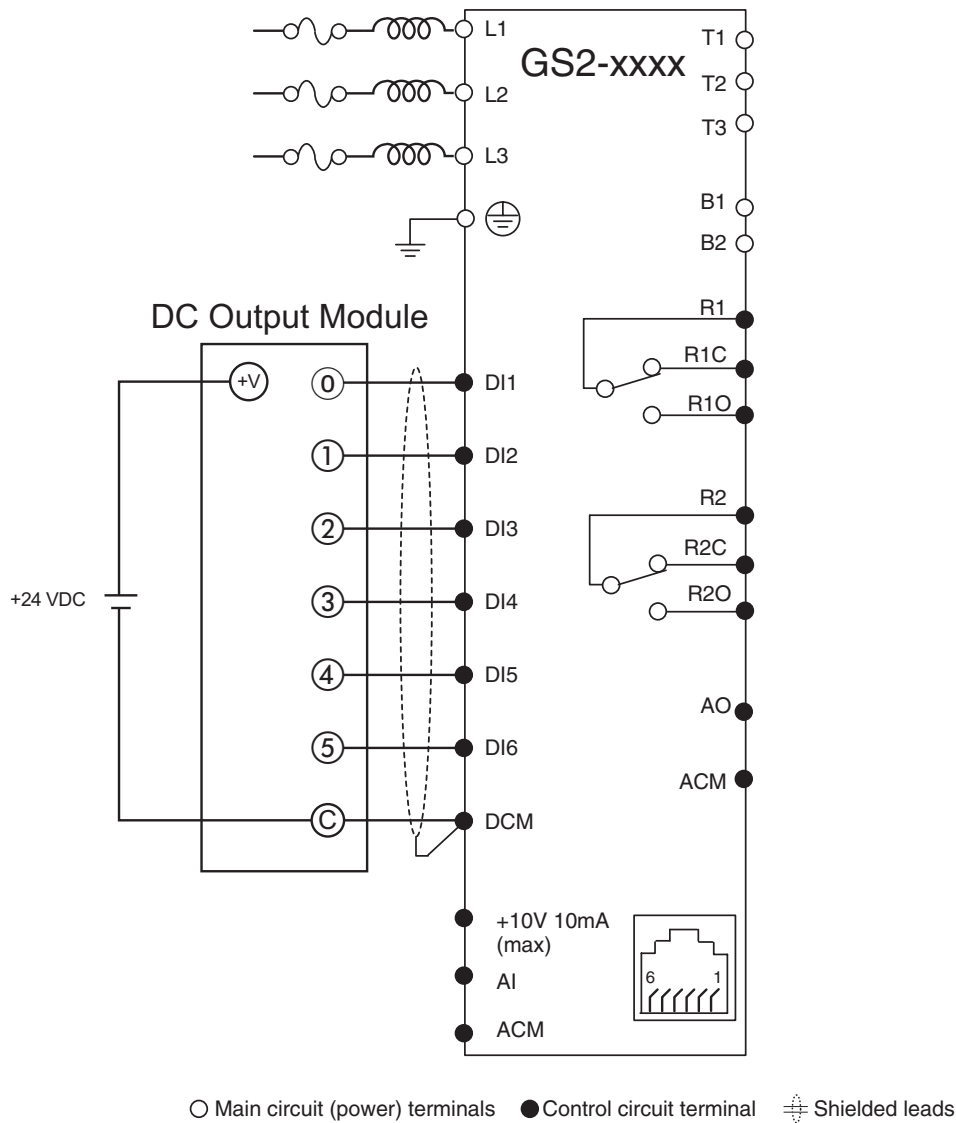 L1
L2
L3
GS2-xxxx
T1
T2
T3
B1
B2
DC Output Module
+V
0
1
2
3
4
5
C
+24 VDC
DI1
DI2
DI3
DI4
DI5
DI6
DCM
R1
R1C
R1O
R2
R2C
R2O
AO
ACM
+10V 10mA
(max)
AI
ACM
6 1
Main circuit (power) terminals Control circuit terminal Shielded leads